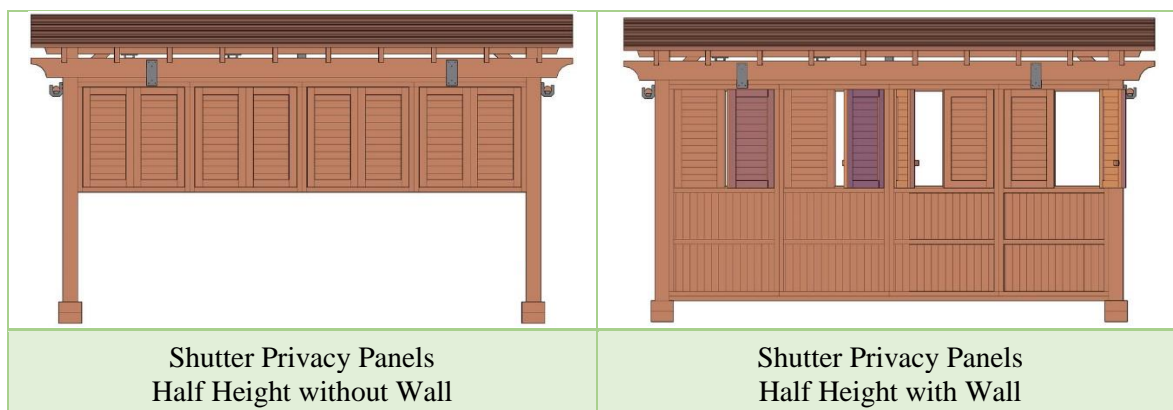 Shutter Privacy Panels
Half Height without Wall
Shutter Privacy Panels
Half Height with Wall